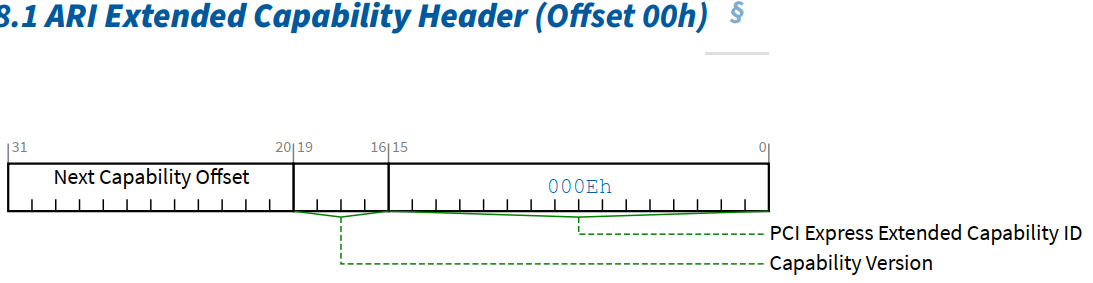 8.1 ARI Extended Capability Header (Offset 00h) §
31 20 19 16 15 0
Next Capability Offset 000Eh
PCI Express Extended Capability ID
Capability Version